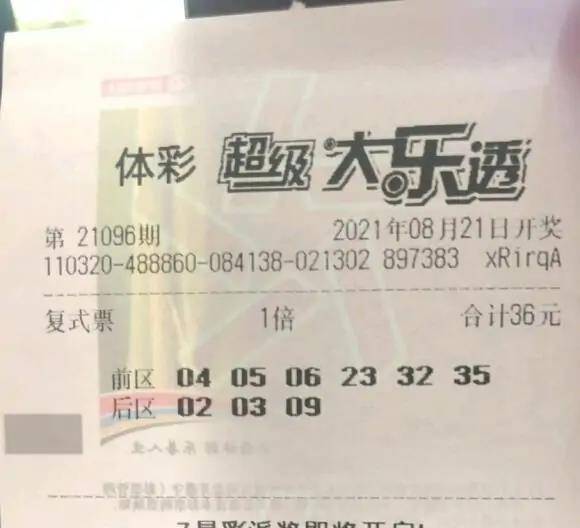 体彩 超级大乐透
第 21096期 2021年08月21日开奖
110320-488860-084138-021302 897383 xRirqA
复式票 1倍 合计36元
前区 04 05 06 23 32 35
后区 02 03 09